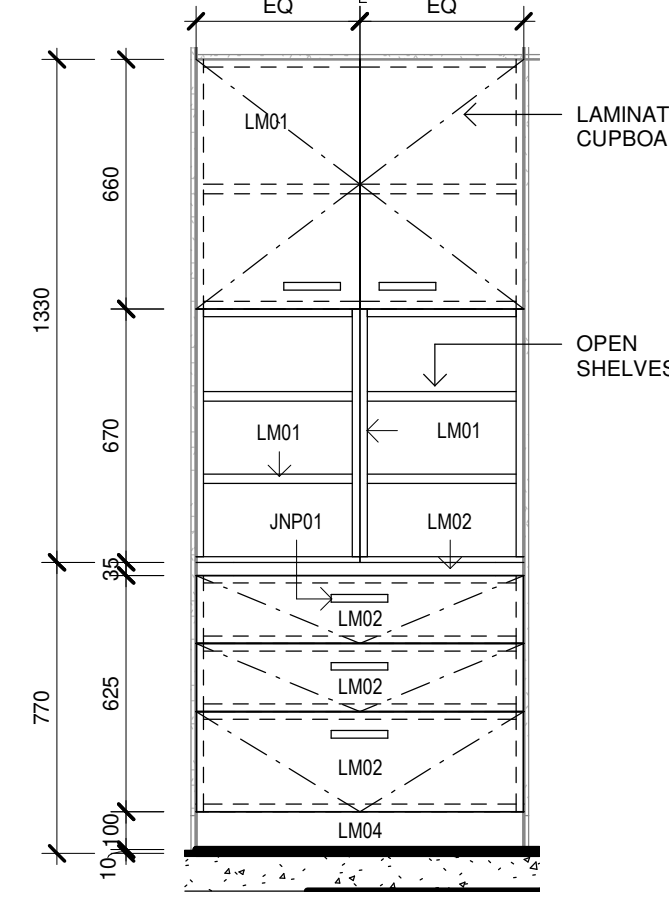 EQ
EQ
LM01
LAMINAT
CUPBOA
660
1330
OPEN
SHELVES
670
LM01
LM01
JNP01
LM02
35
LM02
LM02
625
770
LM02
100
LM04
10